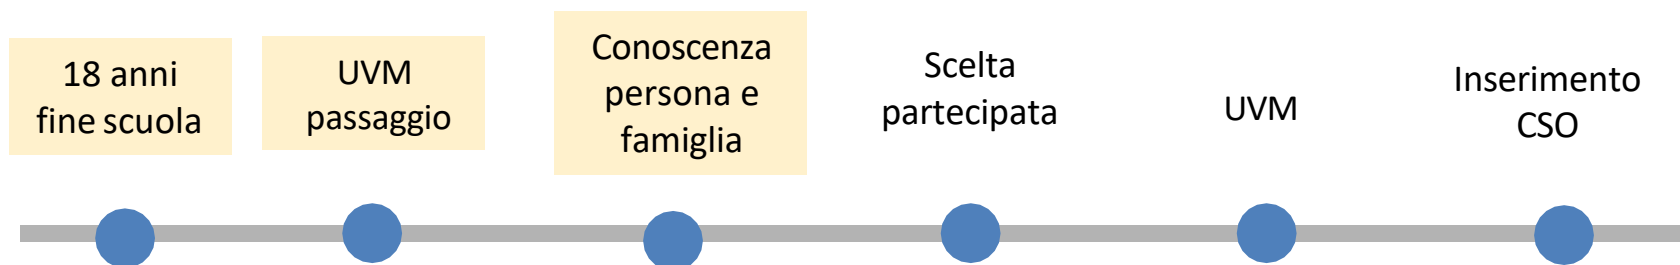 18 anni
fine scuola
UVM
passaggio
Conoscenza
persona e
famiglia
Scelta
partecipata
UVM
Inserimento
CSO